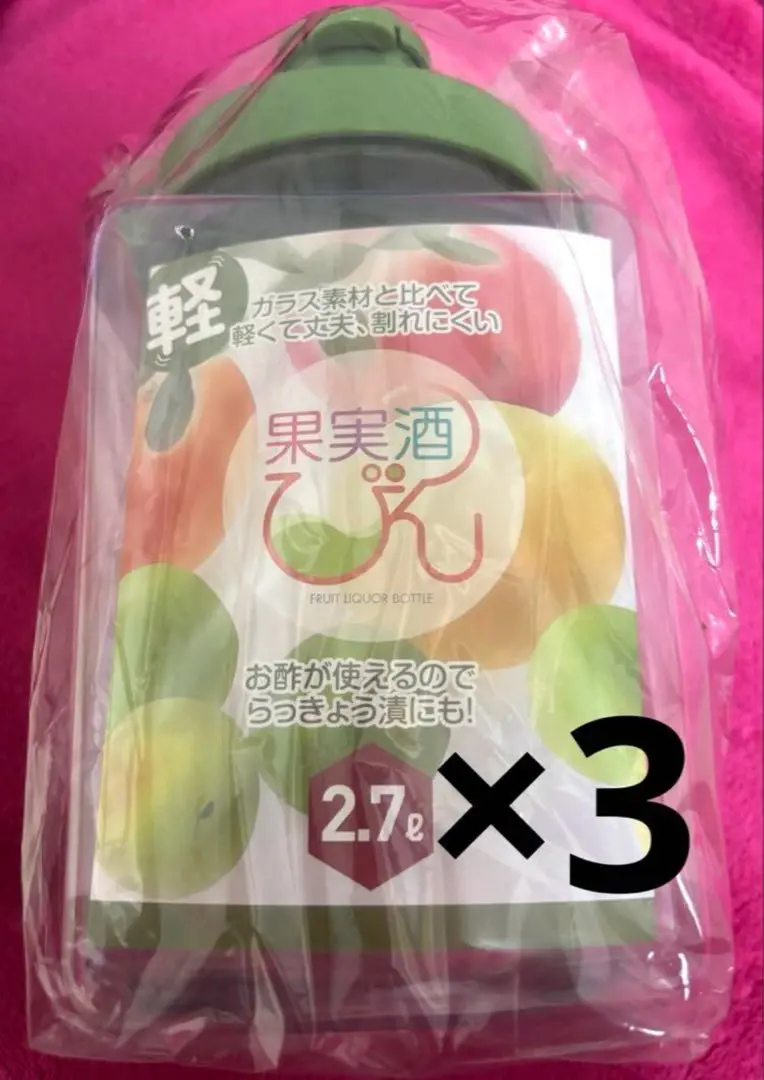 軽
ガラス素材と比べて
軽くて丈夫、割れにくい
果実酒
びん
FRUIT LIQUOR BOTTLE
お酢が使えるので
らっきょう漬にも!
2.7ℓ
×3